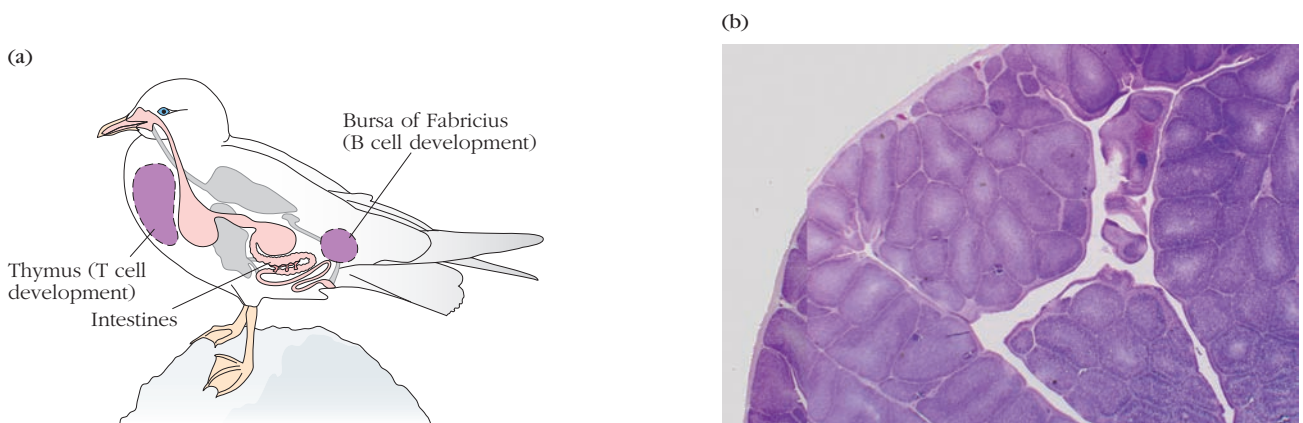 (a)
Bursa of Fabricius
(B cell development)
Thymus (T cell
development)
Intestines
(b)